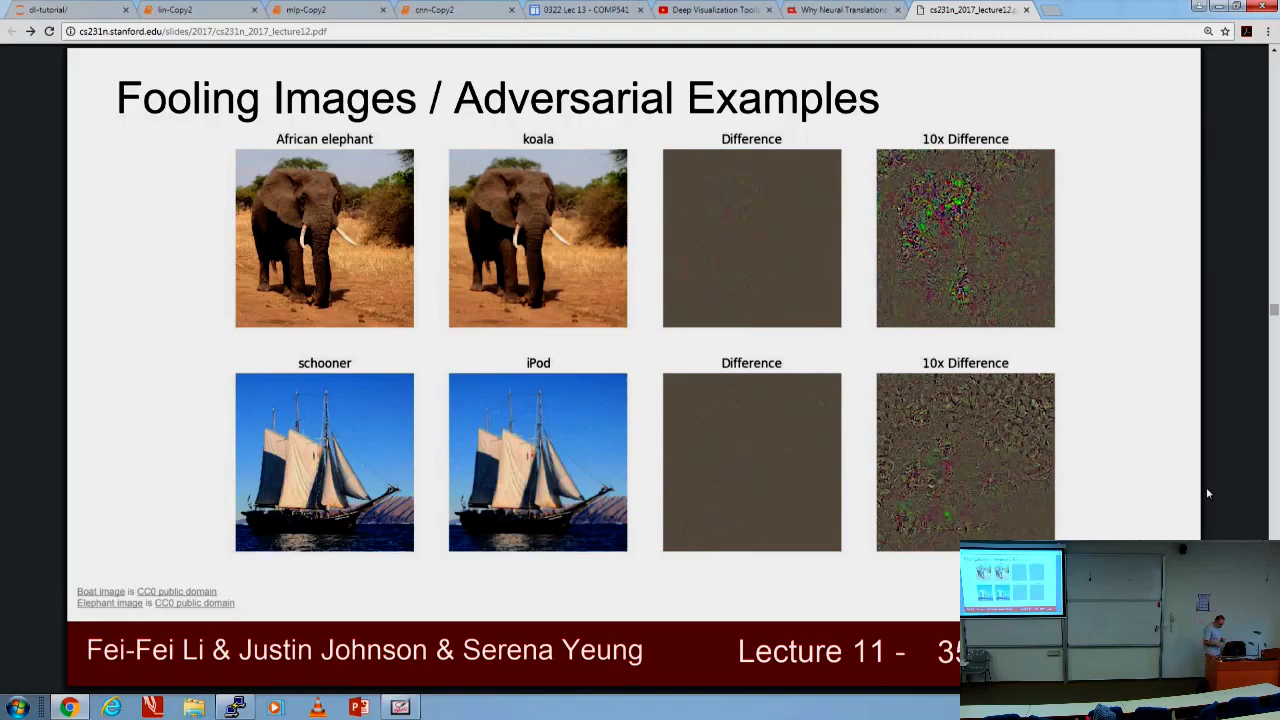 dl-tutorial/
lin-Copy2
mlp-Copy2
cnn-Copy2
0322 Lec 13 - COMP541
Deep Visualization Toolb
Why Neural Translations
cs231n_2017_lecture12.p
cs231n.stanford.edu/slides/2017/cs231n_2017_lecture12.pdf
Fooling Images / Adversarial Examples
African elephant
koala
Difference
10x Difference
schooner
iPod
Difference
10x Difference
Boat image is CC0 public domain
Elephant image is CC0 public domain
Fei-Fei Li & Justin Johnson & Serena Yeung
Lecture 11 - 35